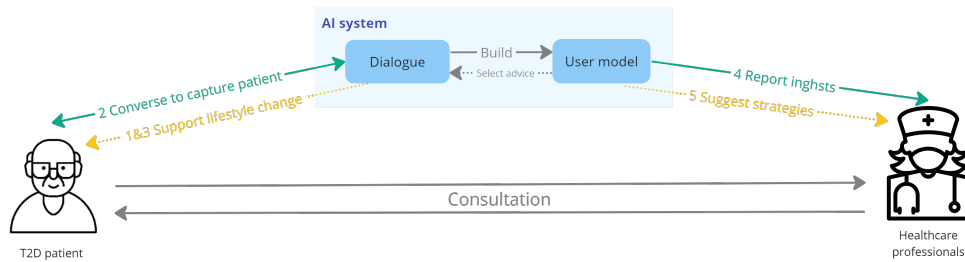 AI system
Dialogue
Build
Select advice
User model
2 Converse to capture patient
1&3 Support lifestyle change
4 Report inghsts
5 Suggest strategies
Consultation
T2D patient
Healthcare
professionals